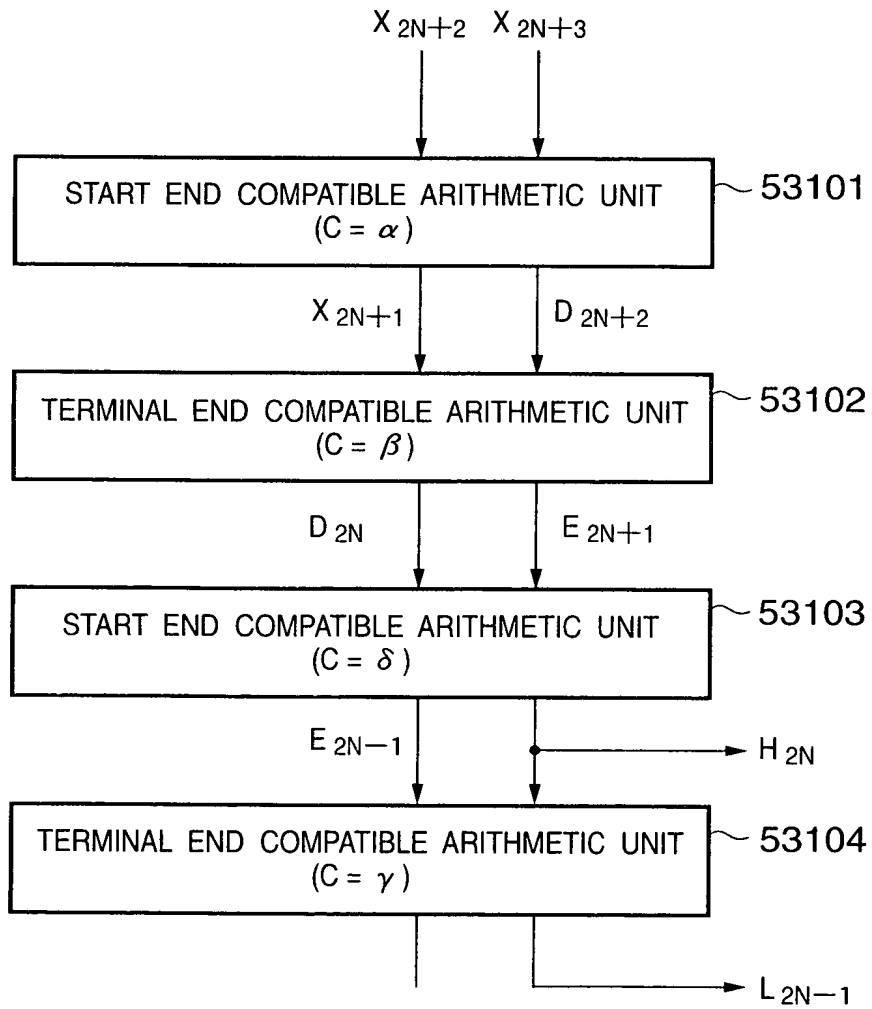 X 2N+2 X 2N+3
START END COMPATIBLE ARITHMETIC UNIT
(C = α)
53101
X 2N+1 D 2N+2
TERMINAL END COMPATIBLE ARITHMETIC UNIT
(C = β)
53102
D 2N E 2N+1
START END COMPATIBLE ARITHMETIC UNIT
(C = δ)
53103
E 2N−1 H 2N
TERMINAL END COMPATIBLE ARITHMETIC UNIT
(C = γ)
53104
L 2N−1